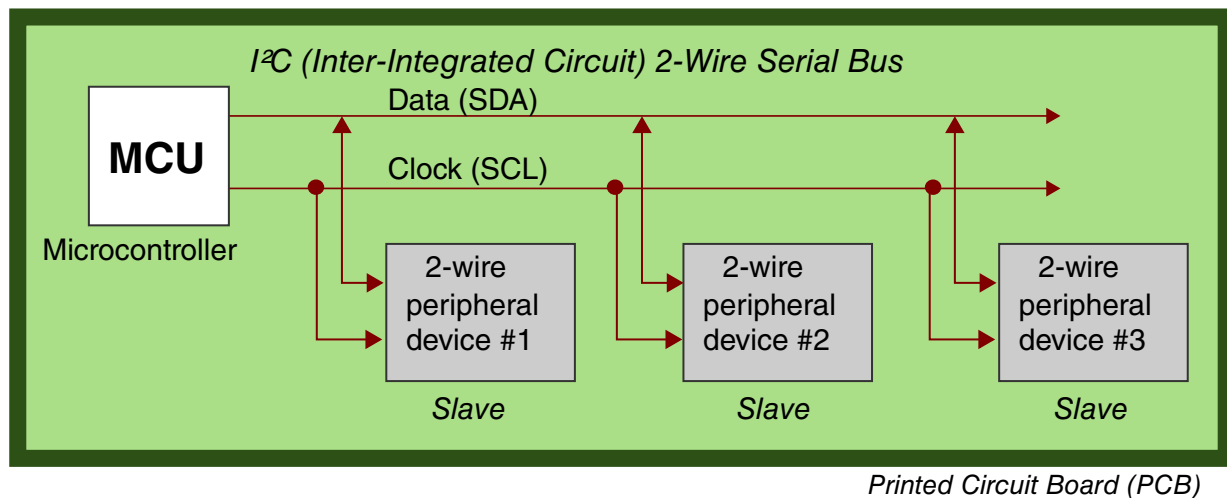 I²C (Inter-Integrated Circuit) 2-Wire Serial Bus
Data (SDA)
MCU
Clock (SCL)
Microcontroller
2-wire
peripheral
device #1
Slave
2-wire
peripheral
device #2
Slave
2-wire
peripheral
device #3
Slave
Printed Circuit Board (PCB)